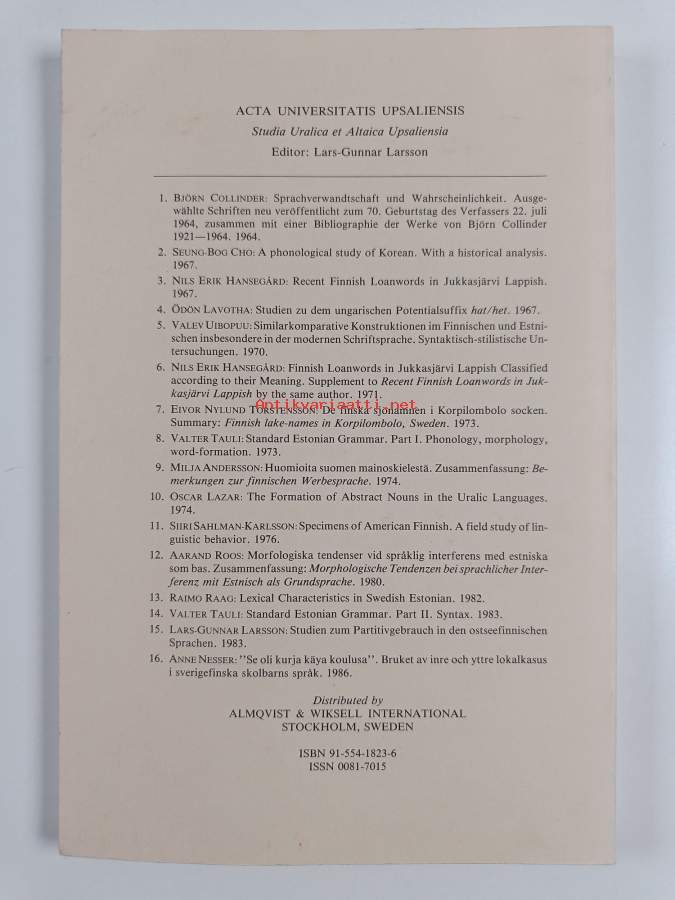 ACTA UNIVERSITATIS UPSALIENSIS
Studia Uralica et Altaica Upsaliensia
Editor: Lars-Gunnar Larsson
1. BJÖRN COLLINDER: Sprachverwandtschaft und Wahrscheinlichkeit. Ausge-
wählte Schriften neu veröffentlicht zum 70. Geburtstag des Verfassers 22. juli
1964, zusammen mit einer Bibliographie der Werke von Björn Collinder
1921—1964. 1964.
2. SEUNG-BOG CHO: A phonological study of Korean. With a historical analysis.
1967.
3. NILS ERIK HANSEGÅRD: Recent Finnish Loanwords in Jukkasjärvi Lappish.
1967.
4. ÖDÖN LAVOTHA: Studien zu dem ungarischen Potentialsuffix hat/het. 1967.
5. VALEV UIBOPUU: Similarkomparative Konstruktionen im Finnischen und Estni-
schen insbesondere in der modernen Schriftsprache. Syntaktisch-stilistische Un-
tersuchungen. 1970.
6. NILS ERIK HANSEGÅRD: Finnish Loanwords in Jukkasjärvi Lappish Classified
according to their Meaning. Supplement to Recent Finnish Loanwords in Juk-
kasjärvi Lappish by the same author. 1971.
Antikvariaatti.net
7. EIVOR NYLUND TORSTENSSON: De finska sjönamnen i Korpilombolo socken.
Summary: Finnish lake-names in Korpilombolo, Sweden. 1973.
8. VALTER TAULI: Standard Estonian Grammar. Part I. Phonology, morphology,
word-formation. 1973.
9. MILJA ANDERSSON: Huomioita suomen mainoskielestä. Zusammenfassung: Be-
merkungen zur finnischen Werbesprache. 1974.
10. OSCAR LAZAR: The Formation of Abstract Nouns in the Uralic Languages.
1974.
11. SIIRI SAHLMAN-KARLSSON: Specimens of American Finnish. A field study of lin-
guistic behavior. 1976.
12. AARAND ROOS: Morfologiska tendenser vid språklig interferens med estniska
som bas. Zusammenfassung: Morphologische Tendenzen bei sprachlicher Inter-
ferenz mit Estnisch als Grundsprache. 1980.
13. RAIMO RAAG: Lexical Characteristics in Swedish Estonian. 1982.
14. VALTER TAULI: Standard Estonian Grammar. Part II. Syntax. 1983.
15. LARS-GUNNAR LARSSON: Studien zum Partitivgebrauch in den ostseefinnischen
Sprachen. 1983.
16. ANNE NESSER: "Se oli kurja käya koulusa". Bruket av inre och yttre lokalkasus
i sverigefinska skolbarns språk. 1986.
Distributed by
ALMQVIST & WIKSELL INTERNATIONAL
STOCKHOLM, SWEDEN
ISBN 91-554-1823-6
ISSN 0081-7015